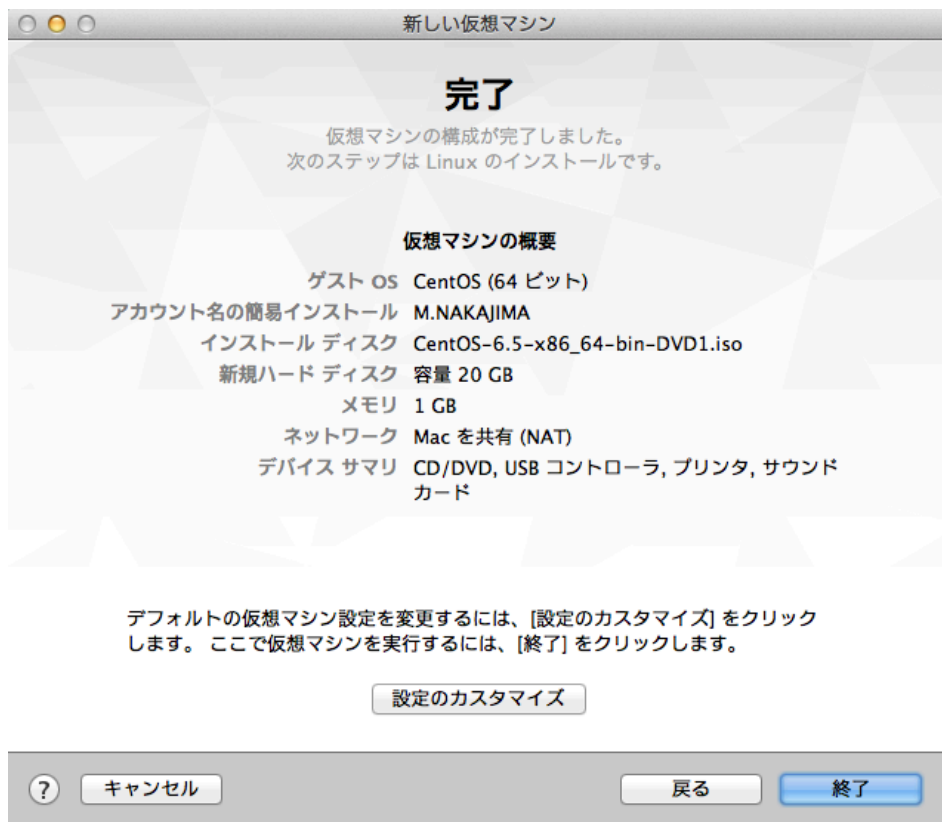 新しい仮想マシン
完了
仮想マシンの構成が完了しました。
次のステップは Linux のインストールです。
仮想マシンの概要
ゲスト OS CentOS (64 ビット)
アカウント名の簡易インストール M.NAKAJIMA
インストール ディスク CentOS-6.5-x86_64-bin-DVD1.iso
新規ハード ディスク 容量 20 GB
メモリ 1 GB
ネットワーク Mac を共有 (NAT)
デバイス サマリ CD/DVD, USB コントローラ, プリンタ, サウンド
カード
デフォルトの仮想マシン設定を変更するには、[設定のカスタマイズ] をクリック
します。 ここで仮想マシンを実行するには、[終了] をクリックします。
設定のカスタマイズ
? キャンセル 戻る 終了